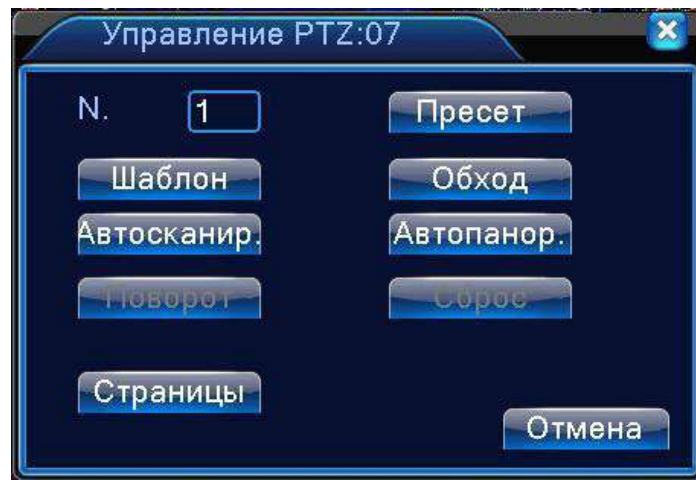 Управление PTZ:07
N. 1 Пресет
Шаблон Обход
Автосканир. Автопанор.
Поворот Сброс
Страницы
Отмена